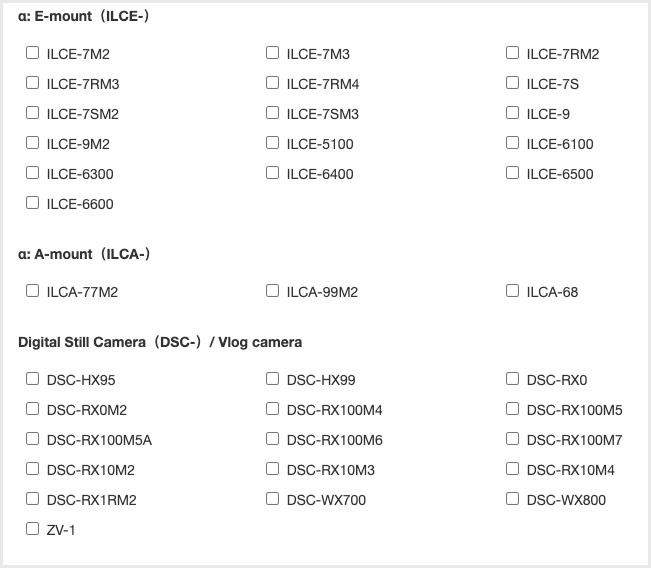 α: E-mount（ILCE-）
ILCE-7M2 ILCE-7M3 ILCE-7RM2
ILCE-7RM3 ILCE-7RM4 ILCE-7S
ILCE-7SM2 ILCE-7SM3 ILCE-9
ILCE-9M2 ILCE-5100 ILCE-6100
ILCE-6300 ILCE-6400 ILCE-6500
ILCE-6600
α: A-mount（ILCA-）
ILCA-77M2 ILCA-99M2 ILCA-68
Digital Still Camera（DSC-）/ Vlog camera
DSC-HX95 DSC-HX99 DSC-RX0
DSC-RX0M2 DSC-RX100M4 DSC-RX100M5
DSC-RX100M5A DSC-RX100M6 DSC-RX100M7
DSC-RX10M2 DSC-RX10M3 DSC-RX10M4
DSC-RX1RM2 DSC-WX700 DSC-WX800
ZV-1